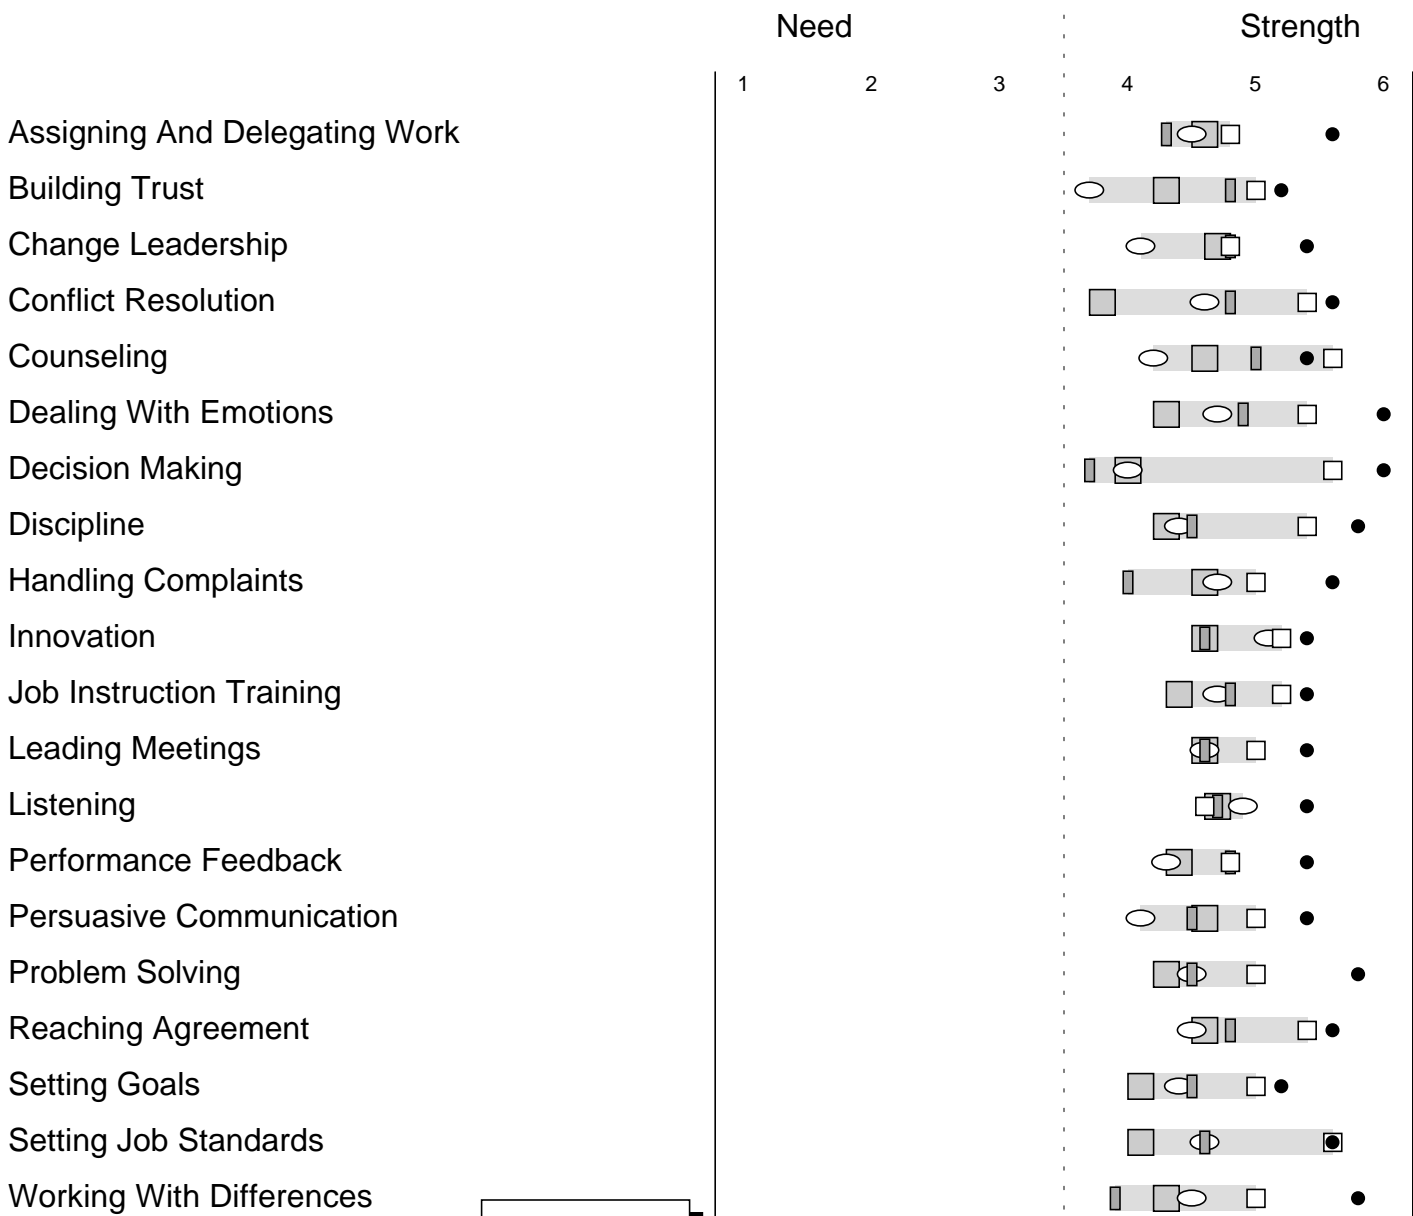 Need Strength
1 2 3 4 5 6
Assigning And Delegating Work
Building Trust
Change Leadership
Conflict Resolution
Counseling
Dealing With Emotions
Decision Making
Discipline
Handling Complaints
Innovation
Job Instruction Training
Leading Meetings
Listening
Performance Feedback
Persuasive Communication
Problem Solving
Reaching Agreement
Setting Goals
Setting Job Standards
Working With Differences